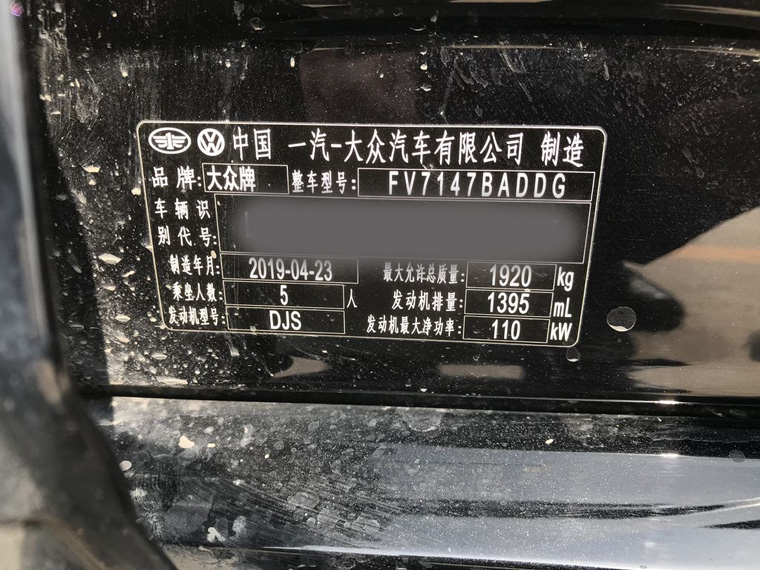 中国 一汽-大众汽车有限公司 制造
品牌: 大众牌 整车型号: FV7147BADDG
车辆识
别代号:
制造年月: 2019-04-23 最大允许总质量: 1920 kg
乘坐人数: 5 人 发动机排量: 1395 mL
发动机型号: DJS 发动机最大净功率: 110 kW